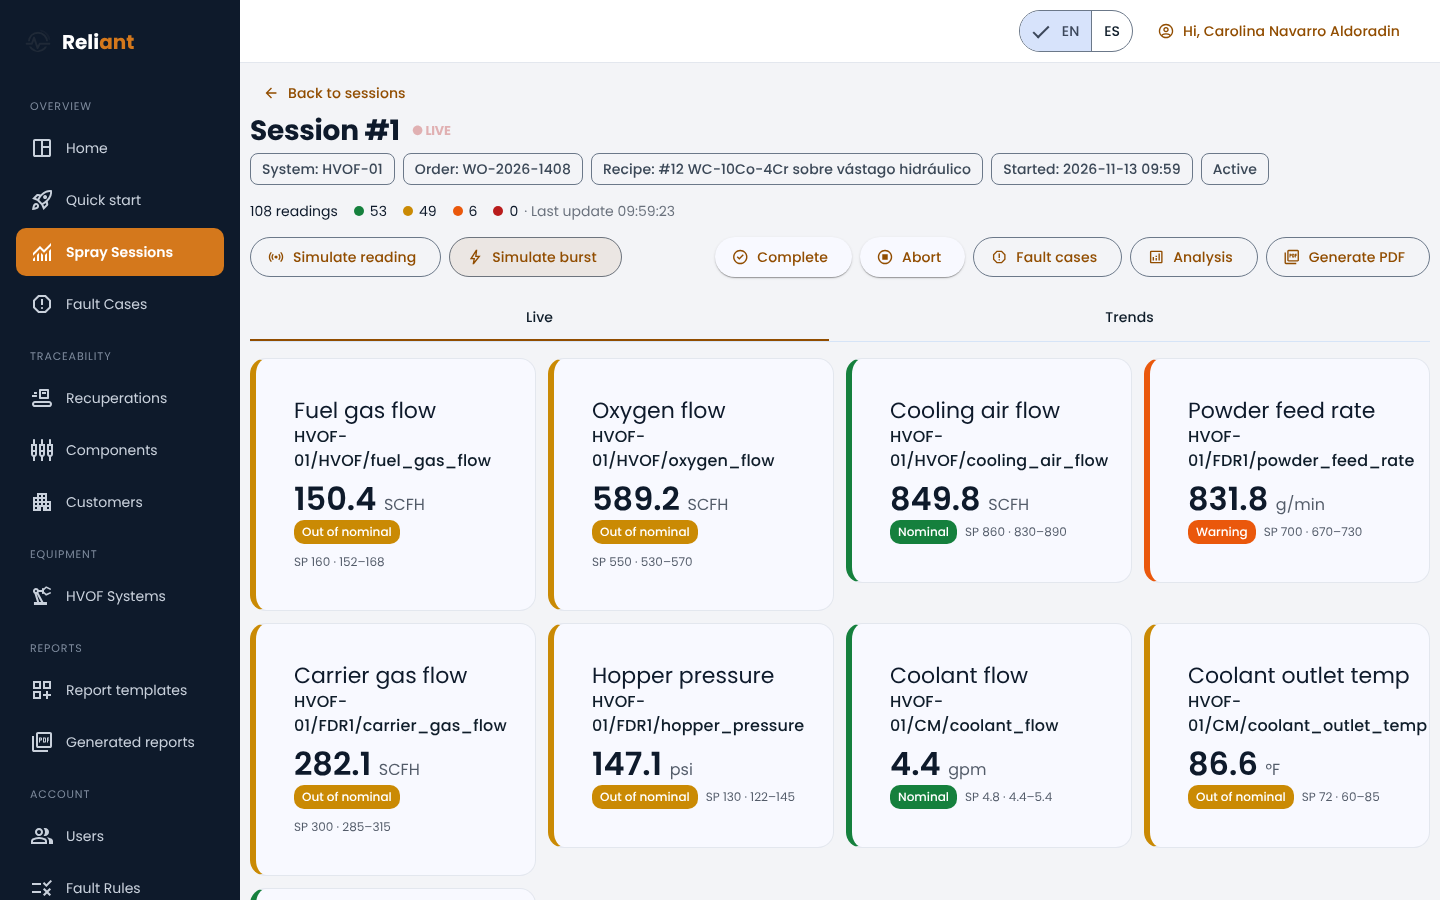 Reliant
EN
ES
Hi, Carolina Navarro Aldoradin
OVERVIEW
Home
Quick start
Spray Sessions
Fault Cases
TRACEABILITY
Recuperations
Components
Customers
EQUIPMENT
HVOF Systems
REPORTS
Report templates
Generated reports
ACCOUNT
Users
Fault Rules
Back to sessions
Session #1 LIVE
System: HVOF-01
Order: WO-2026-1408
Recipe: #12 WC-10Co-4Cr sobre vástago hidráulico
Started: 2026-11-13 09:59
Active
108 readings 53 49 6 0 · Last update 09:59:23
Simulate reading
Simulate burst
Complete
Abort
Fault cases
Analysis
Generate PDF
Live
Trends
Fuel gas flow
HVOF-
01/HVOF/fuel_gas_flow
150.4 SCFH
Out of nominal
SP 160 · 152–168
Oxygen flow
HVOF-
01/HVOF/oxygen_flow
589.2 SCFH
Out of nominal
SP 550 · 530–570
Cooling air flow
HVOF-
01/HVOF/cooling_air_flow
849.8 SCFH
Nominal SP 860 · 830–890
Powder feed rate
HVOF-
01/FDR1/powder_feed_rate
831.8 g/min
Warning SP 700 · 670–730
Carrier gas flow
HVOF-
01/FDR1/carrier_gas_flow
282.1 SCFH
Out of nominal
SP 300 · 285–315
Hopper pressure
HVOF-
01/FDR1/hopper_pressure
147.1 psi
Out of nominal SP 130 · 122–145
Coolant flow
HVOF-
01/CM/coolant_flow
4.4 gpm
Nominal SP 4.8 · 4.4–5.4
Coolant outlet temp
HVOF-
01/CM/coolant_outlet_temp
86.6 °F
Out of nominal SP 72 · 60–85